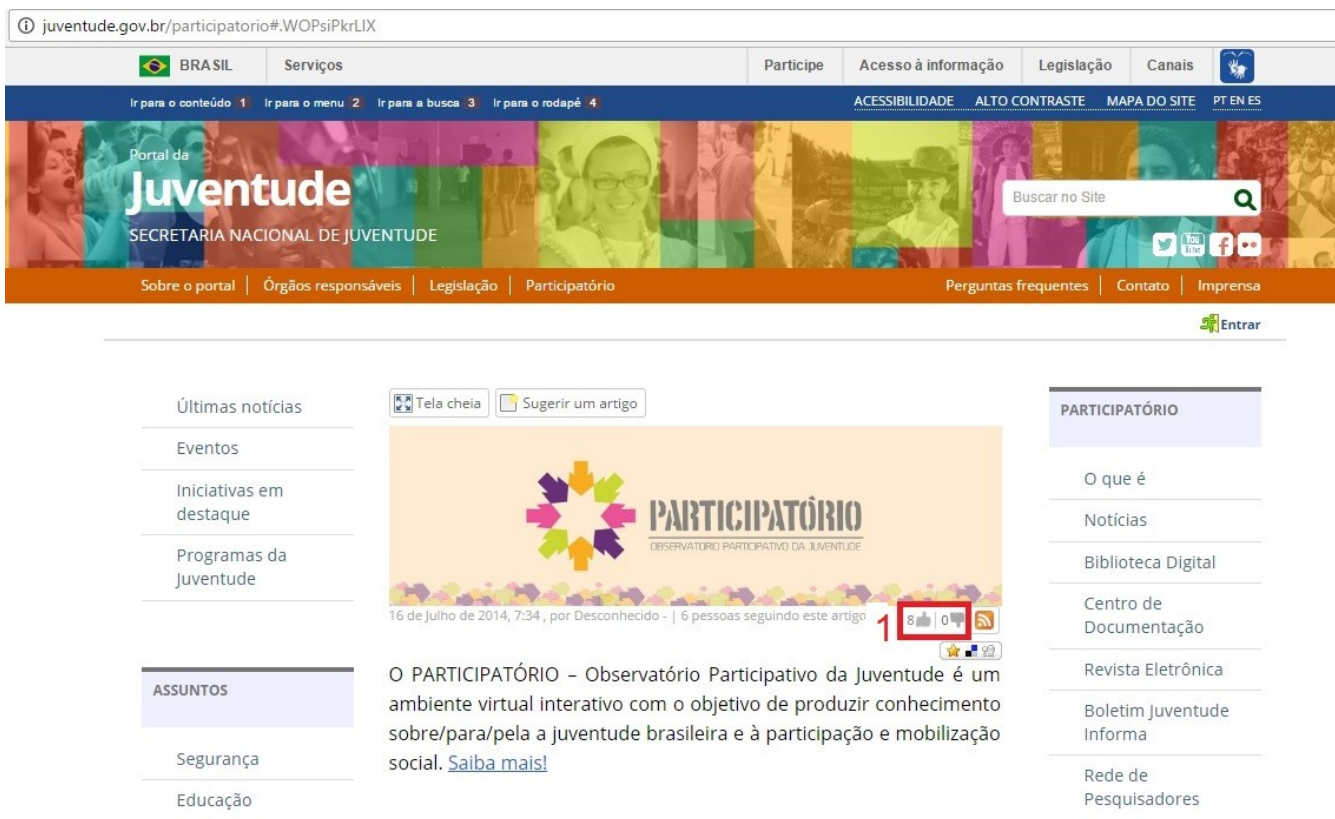 juventude.gov.br/participatorio#.WOPsiPkrLIX
BRASIL Serviços Participe Acesso à informação Legislação Canais
Ir para o conteúdo 1 Ir para o menu 2 Ir para a busca 3 Ir para o rodapé 4 ACESSIBILIDADE ALTO CONTRASTE MAPA DO SITE PT EN ES
Portal da
Juventude
SECRETARIA NACIONAL DE JUVENTUDE
Buscar no Site
You Tube
Sobre o portal | Órgãos responsáveis | Legislação | Participatório Perguntas frequentes | Contato | Imprensa
Entrar
Últimas notícias
Eventos
Iniciativas em
destaque
Programas da
Juventude
ASSUNTOS
Segurança
Educação
Tela cheia Sugerir um artigo
PARTICIPATÓRIO
OBSERVATÓRIO PARTICIPATIVO DA JUVENTUDE
16 de Julho de 2014, 7:34 , por Desconhecido - | 6 pessoas seguindo este artigo
1 8 | 0
O PARTICIPATÓRIO – Observatório Participativo da Juventude é um
ambiente virtual interativo com o objetivo de produzir conhecimento
sobre/para/pela a juventude brasileira e à participação e mobilização
social. Saiba mais!
PARTICIPATÓRIO
O que é
Notícias
Biblioteca Digital
Centro de
Documentação
Revista Eletrônica
Boletim Juventude
Informa
Rede de
Pesquisadores